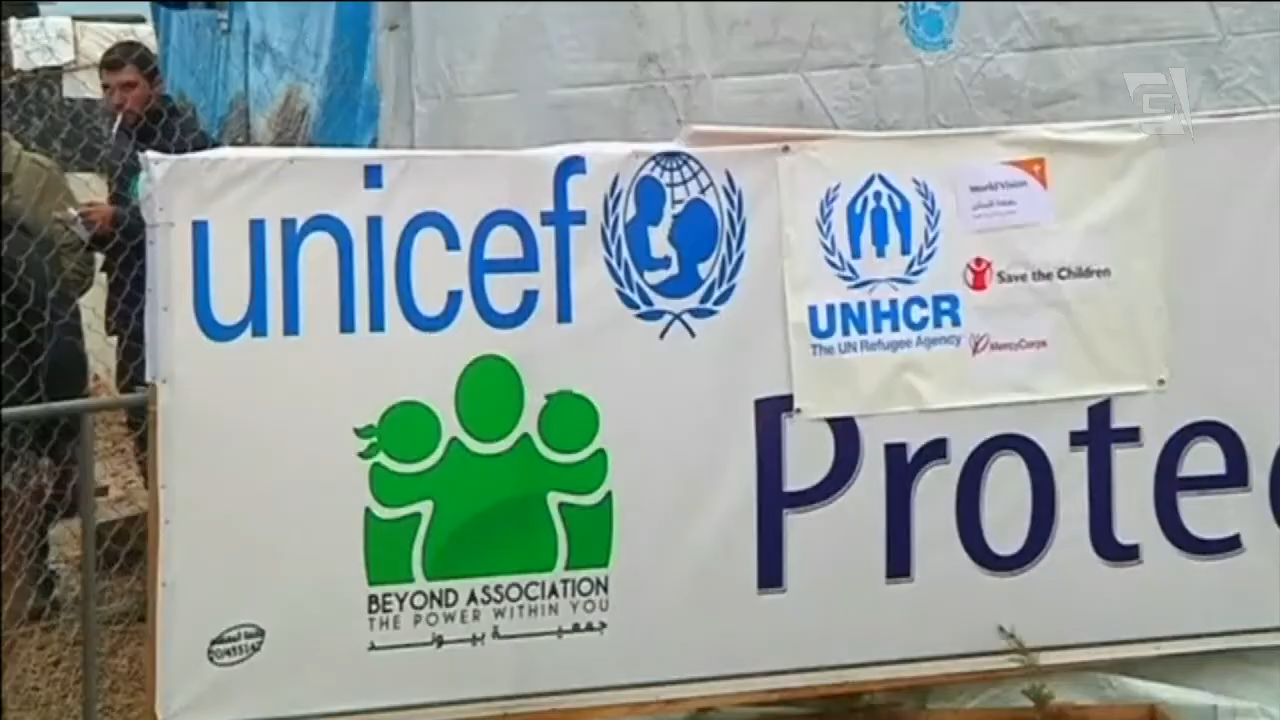 unicef
UNHCR
The UN Refugee Agency
World Vision
Save the Children
MercyCorps
Protec
BEYOND ASSOCIATION
THE POWER WITHIN YOU
جمعية بيوند